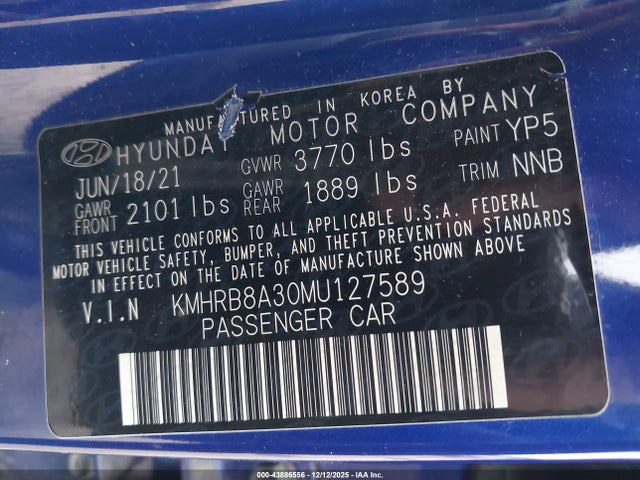 MANUFACTURED IN KOREA BY
HYUNDAI MOTOR COMPANY
JUN/18/21 GVWR 3770 lbs PAINT YP5
GAWR FRONT 2101 lbs GAWR REAR 1889 lbs TRIM NNB
THIS VEHICLE CONFORMS TO ALL APPLICABLE U.S.A. FEDERAL
MOTOR VEHICLE SAFETY, BUMPER, AND THEFT PREVENTION STANDARDS
IN EFFECT ON THE DATE OF MANUFACTURE SHOWN ABOVE
V.I.N KMHRB8A30MU127589
PASSENGER CAR
000-43886556 - 12/12/2025 - IAA Inc.